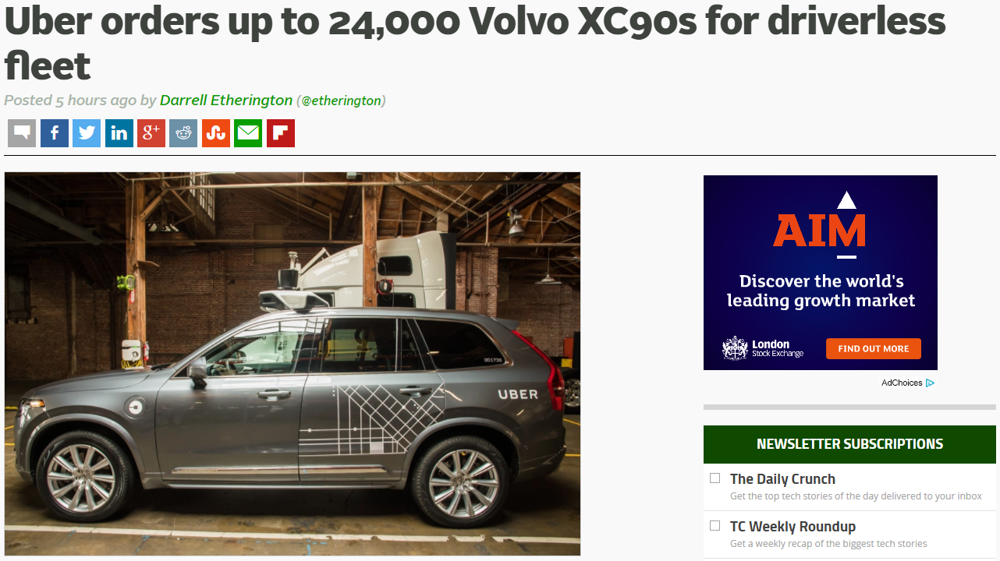 Uber orders up to 24,000 Volvo XC90s for driverless
fleet
Posted 5 hours ago by Darrell Etherington (@etherington)
f
in
g+
001736
UBER
AIM
Discover the world's
leading growth market
London
Stock Exchange
FIND OUT MORE
AdChoices
NEWSLETTER SUBSCRIPTIONS
The Daily Crunch
Get the top tech stories of the day delivered to your inbox
TC Weekly Roundup
Get a weekly recap of the biggest tech stories